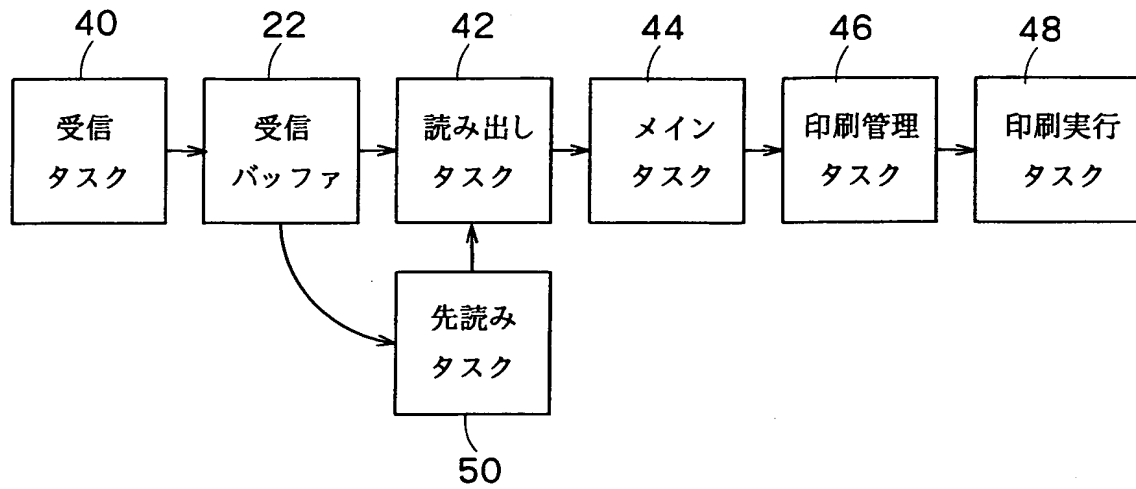 40
22
42
44
46
48
受信
タスク
受信
バッファ
読み出し
タスク
メイン
タスク
印刷管理
タスク
印刷実行
タスク
先読み
タスク
50